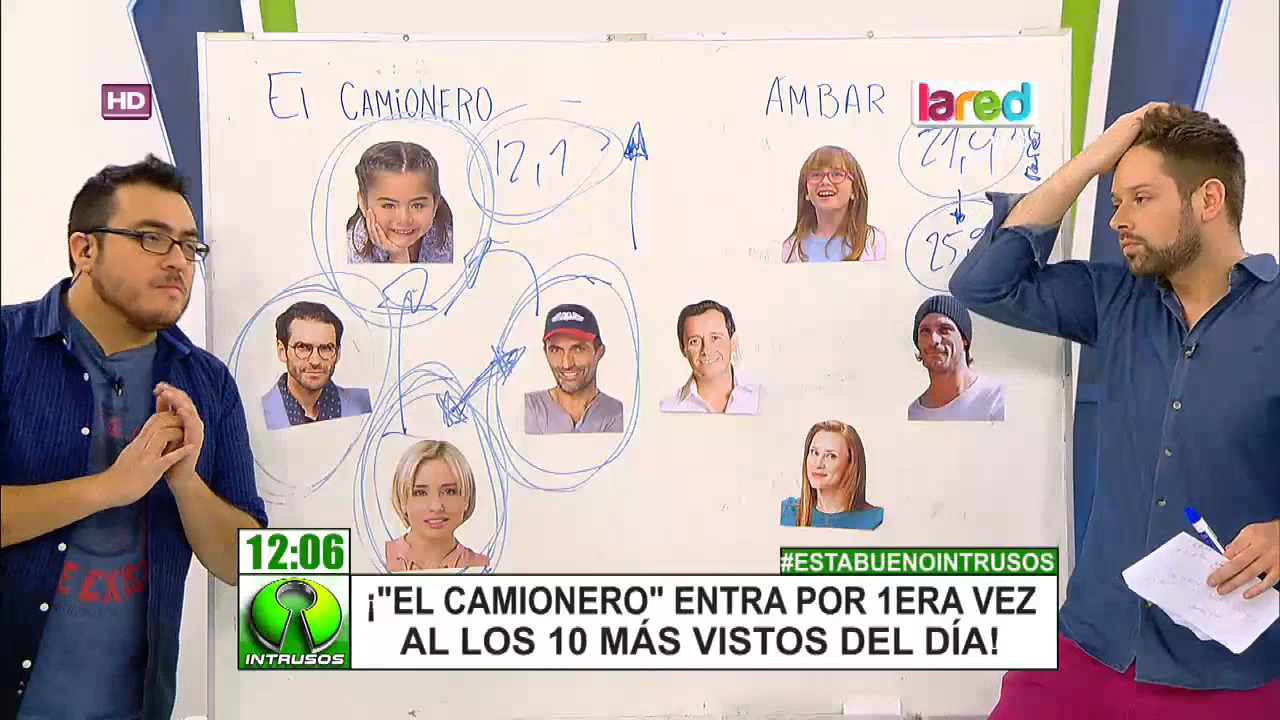 HD
El CAMIONERO
AMBAR
lared
12,1
21,9
25,
12:06
INTRUSOS
#ESTABUENOINTRUSOS
¡"EL CAMIONERO" ENTRA POR 1ERA VEZ
AL LOS 10 MÁS VISTOS DEL DÍA!
E EXIS